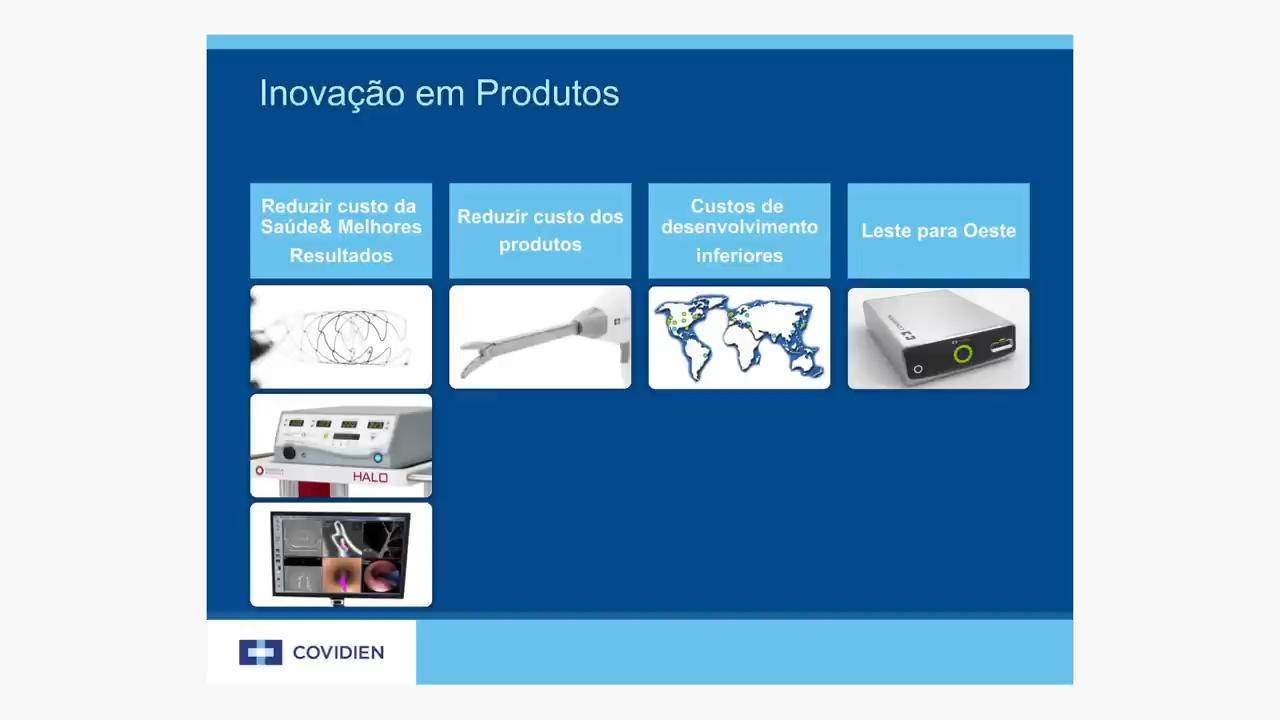 Inovação em Produtos
Reduzir custo da
Saúde& Melhores
Resultados
Reduzir custo dos
produtos
Custos de
desenvolvimento
inferiores
Leste para Oeste
HALO
COVIDIEN